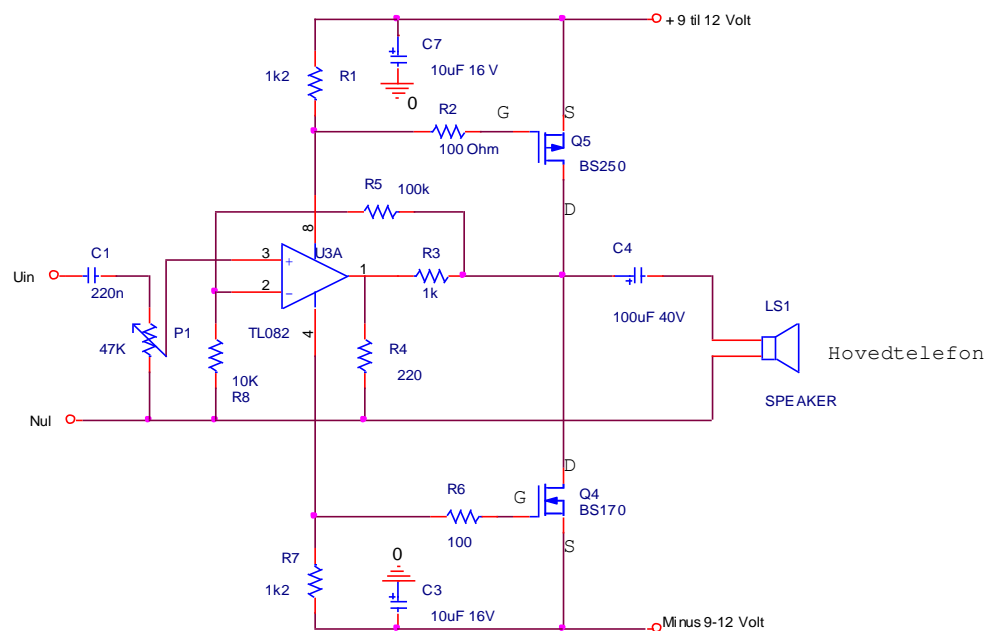 + 9 til 12 Volt
C7
10uF 16 V
0
1k2
R1
R2
100 Ohm
G
S
Q5
BS250
D
R5
100k
8
U3A
3
+
2
−
1
4
TL082
R3
1k
C1
220n
Uin
P1
47K
10K
R8
R4
220
C4
100uF 40V
LS1
Hovedtelefon
SPEAKER
Nul
D
R6
100
G
Q4
BS170
S
R7
1k2
0
C3
10uF 16V
Minus 9-12 Volt